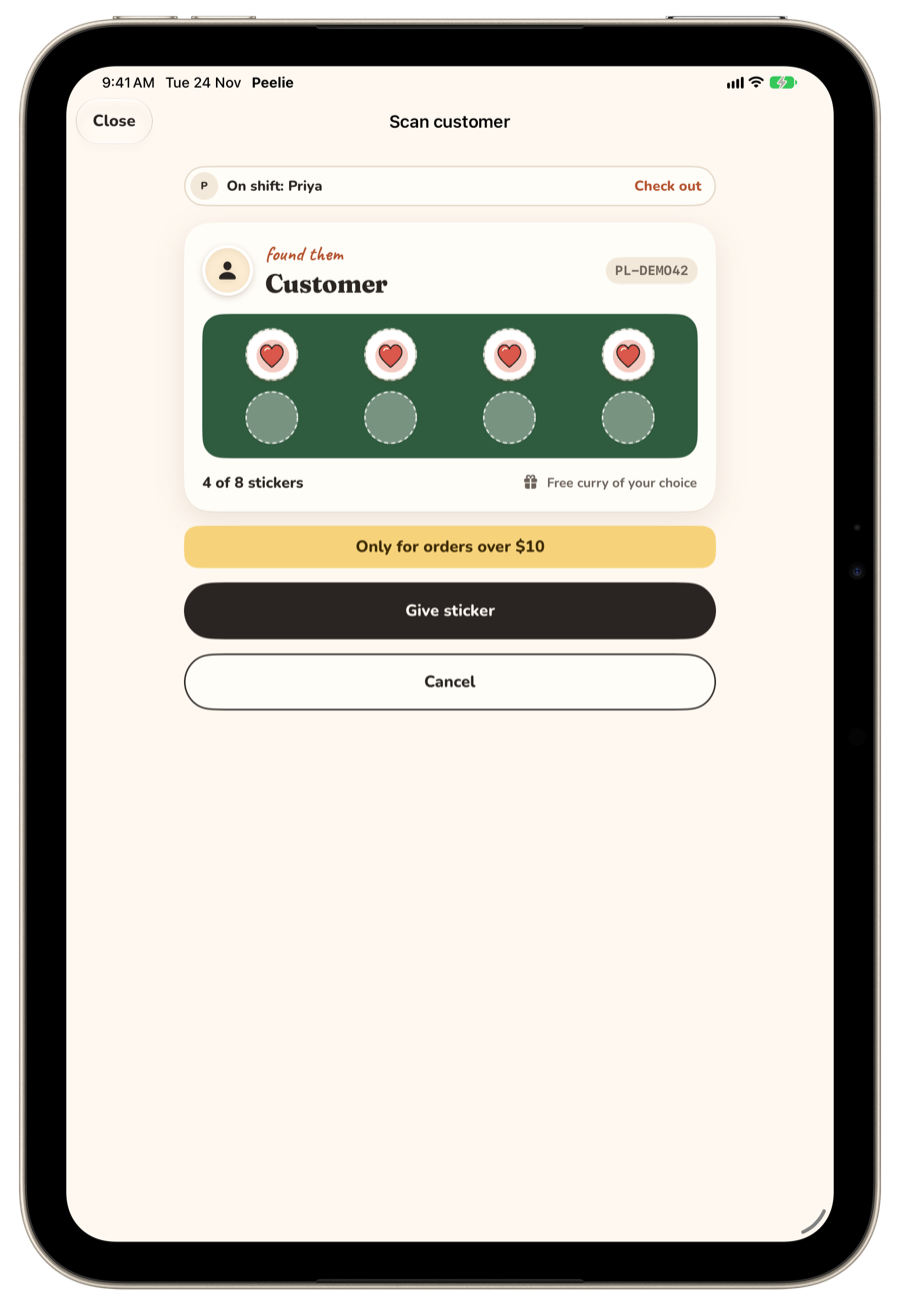 9:41 AM Tue 24 Nov Peelie
Close
Scan customer
P On shift: Priya Check out
found them
Customer
PL-DEMO42
4 of 8 stickers
Free curry of your choice
Only for orders over $10
Give sticker
Cancel